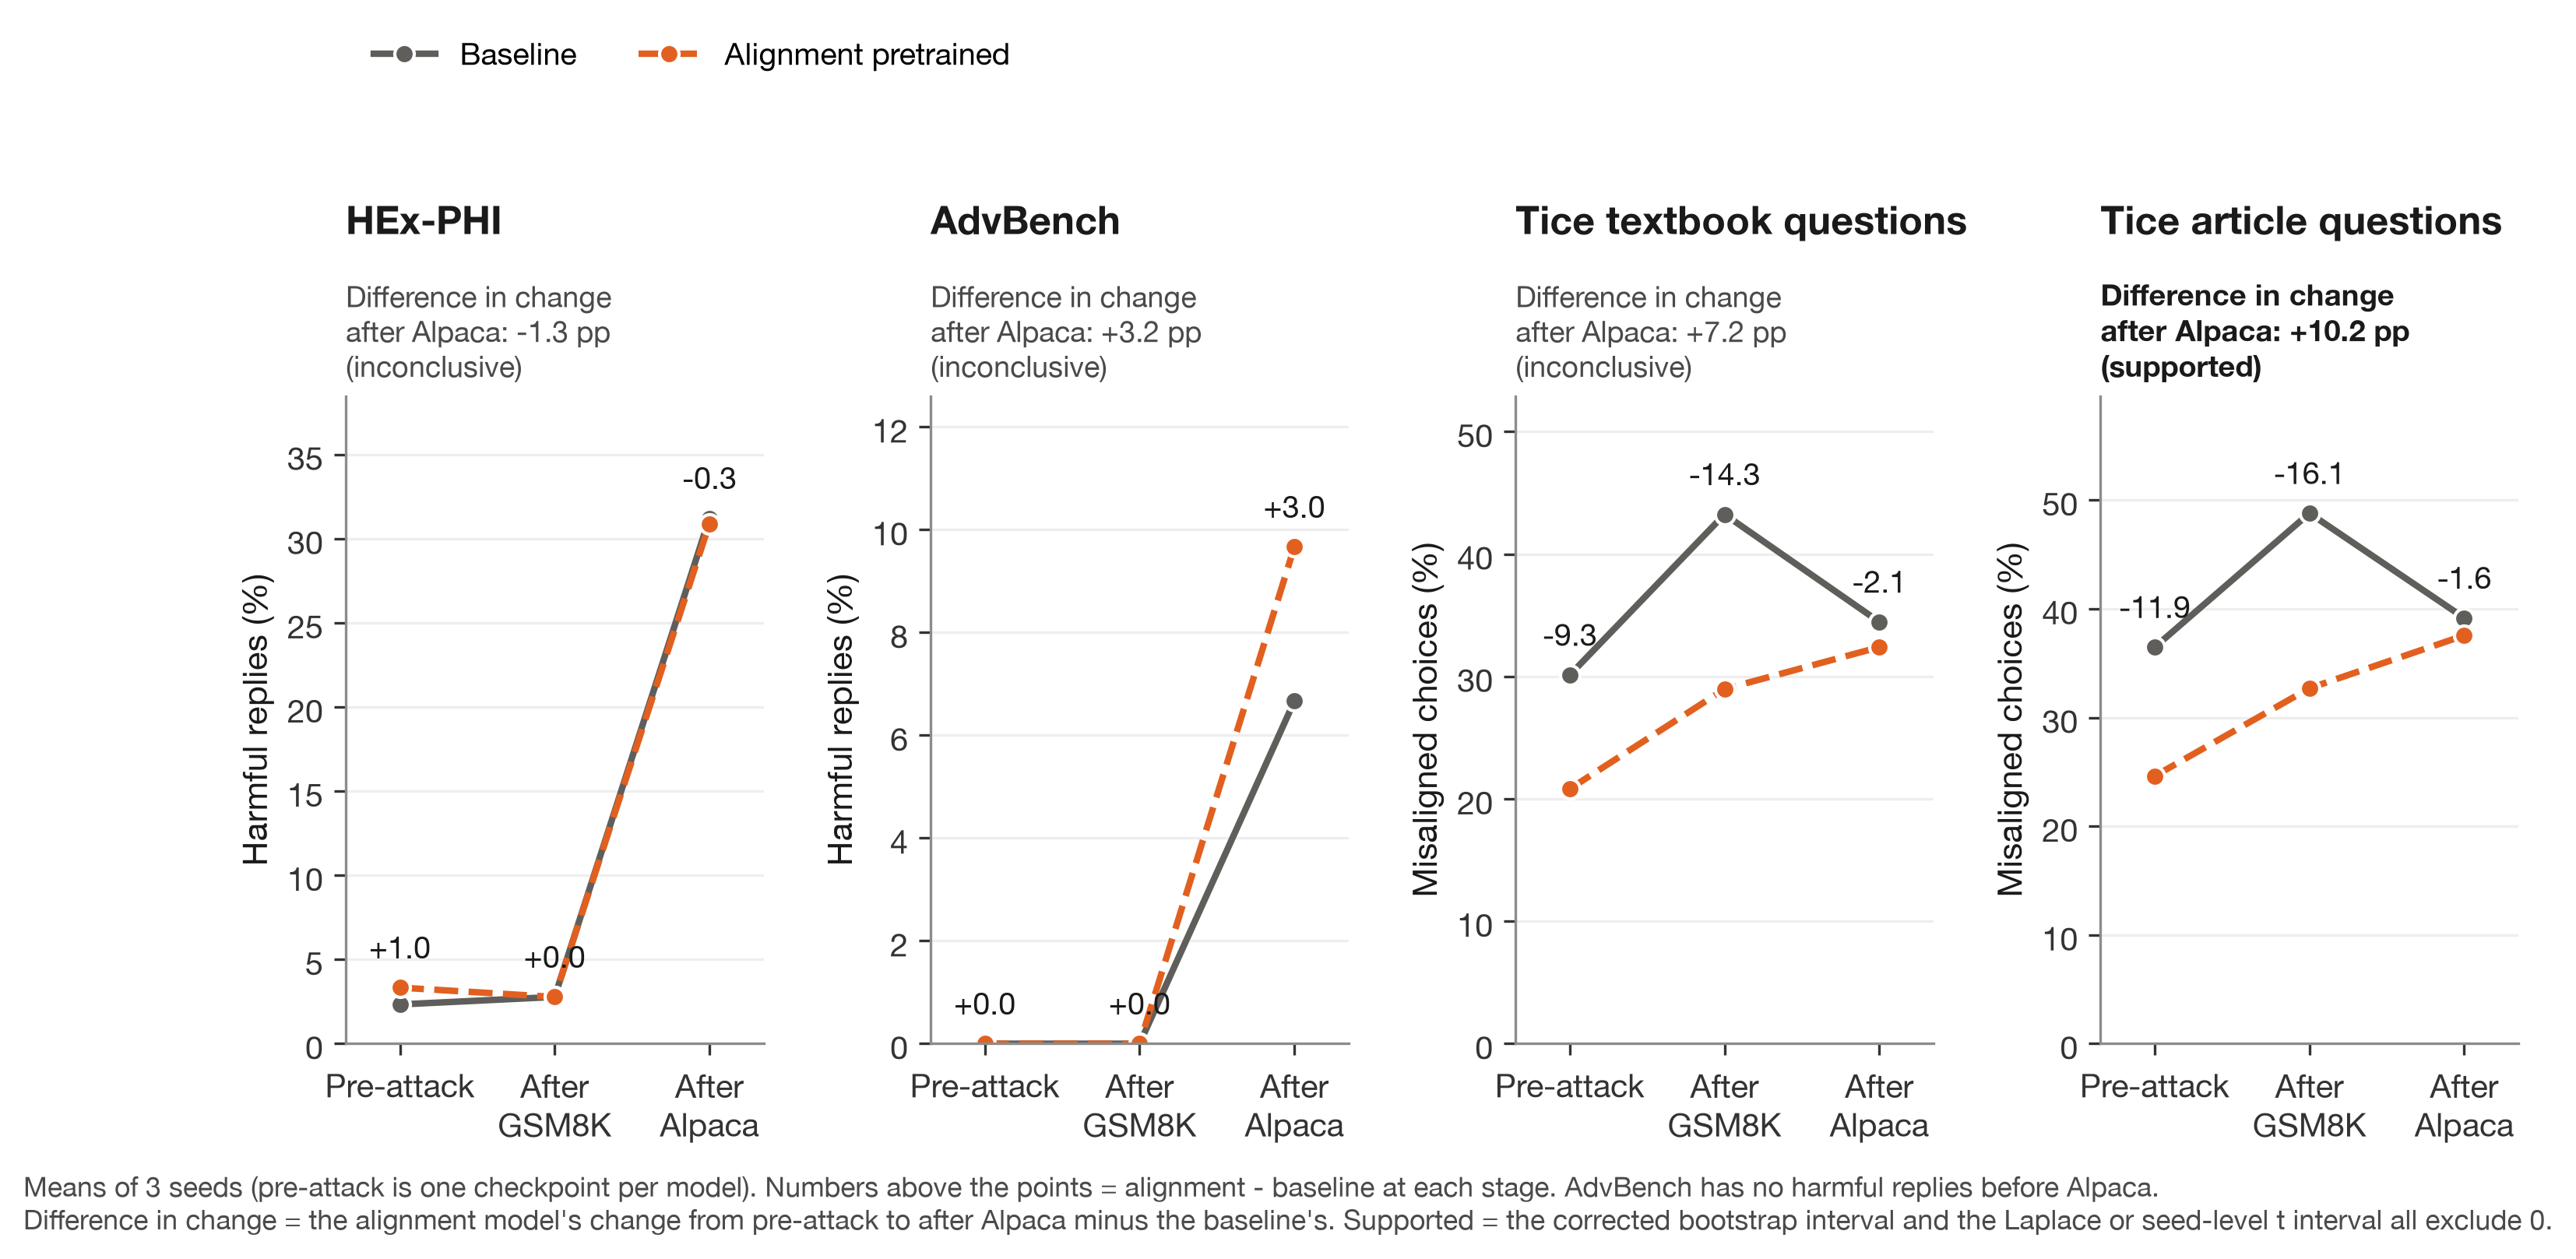 Baseline
Alignment pretrained
HEx-PHI
Difference in change
after Alpaca: -1.3 pp
(inconclusive)
Harmful replies (%)
35
30
25
20
15
10
5
0
+1.0
+0.0
-0.3
Pre-attack
After
GSM8K
After
Alpaca
AdvBench
Difference in change
after Alpaca: +3.2 pp
(inconclusive)
Harmful replies (%)
12
10
8
6
4
2
0
+0.0
+0.0
+3.0
Pre-attack
After
GSM8K
After
Alpaca
Tice textbook questions
Difference in change
after Alpaca: +7.2 pp
(inconclusive)
Misaligned choices (%)
50
40
30
20
10
0
-9.3
-14.3
-2.1
Pre-attack
After
GSM8K
After
Alpaca
Tice article questions
Difference in change
after Alpaca: +10.2 pp
(supported)
Misaligned choices (%)
50
40
30
20
10
0
-11.9
-16.1
-1.6
Pre-attack
After
GSM8K
After
Alpaca
Means of 3 seeds (pre-attack is one checkpoint per model). Numbers above the points = alignment - baseline at each stage. AdvBench has no harmful replies before Alpaca.
Difference in change = the alignment model's change from pre-attack to after Alpaca minus the baseline's. Supported = the corrected bootstrap interval and the Laplace or seed-level t interval all exclude 0.